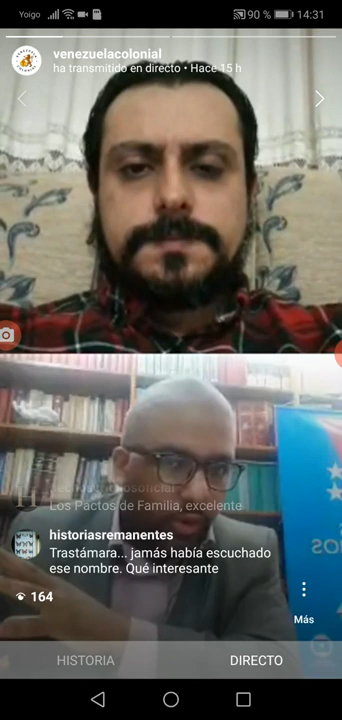 Yoigo 90 % 14:31
venezuelacolonial
ha transmitido en directo • Hace 15 h
Los Pactos de Familia, excelente
historiasremanentes
Trastámara... jamás había escuchado
ese nombre. Qué interesante
164
Más
HISTORIA DIRECTO